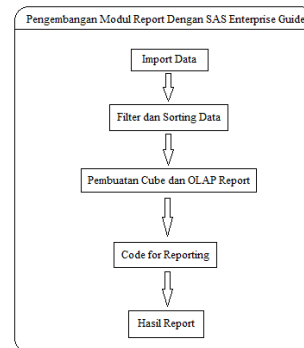 Pengembangan Modul Report Dengan SAS Enterprise Guide
Import Data
Filter dan Sorting Data
Pembuatan Cube dan OLAP Report
Code for Reporting
Hasil Report